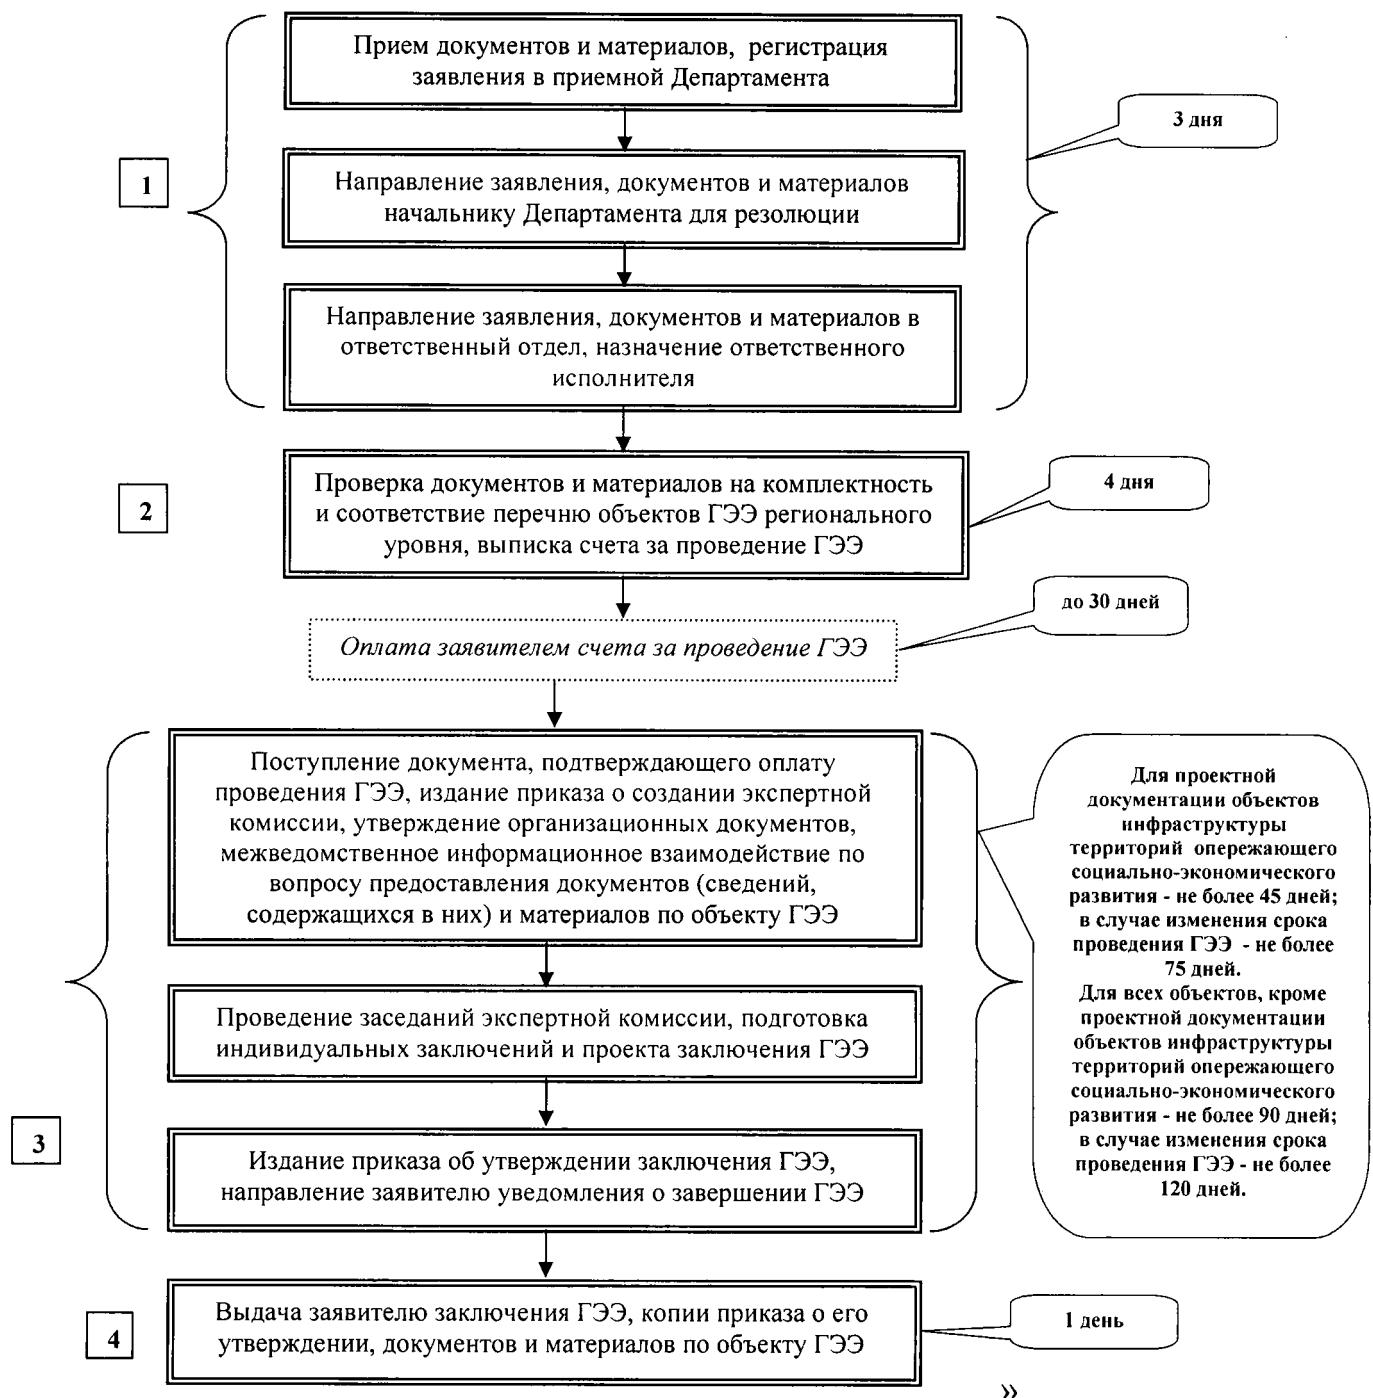 Прием документов и материалов, регистрация
заявления в приемной Департамента
3 дня
1
Направление заявления, документов и материалов
начальнику Департамента для резолюции
Направление заявления, документов и материалов в
ответственный отдел, назначение ответственного
исполнителя
2
Проверка документов и материалов на комплектность
и соответствие перечню объектов ГЭЭ регионального
уровня, выписка счета за проведение ГЭЭ
4 дня
до 30 дней
Оплата заявителем счета за проведение ГЭЭ
Поступление документа, подтверждающего оплату
проведения ГЭЭ, издание приказа о создании экспертной
комиссии, утверждение организационных документов,
межведомственное информационное взаимодействие по
вопросу предоставления документов (сведений,
содержащихся в них) и материалов по объекту ГЭЭ
Для проектной
документации объектов
инфраструктуры
территорий опережающего
социально-экономического
развития - не более 45 дней;
в случае изменения срока
проведения ГЭЭ - не более
75 дней.
Для всех объектов, кроме
проектной документации
объектов инфраструктуры
территорий опережающего
социально-экономического
развития - не более 90 дней;
в случае изменения срока
проведения ГЭЭ - не более
120 дней.
Проведение заседаний экспертной комиссии, подготовка
индивидуальных заключений и проекта заключения ГЭЭ
3
Издание приказа об утверждении заключения ГЭЭ,
направление заявителю уведомления о завершении ГЭЭ
4
Выдача заявителю заключения ГЭЭ, копии приказа о его
утверждении, документов и материалов по объекту ГЭЭ
1 день
»